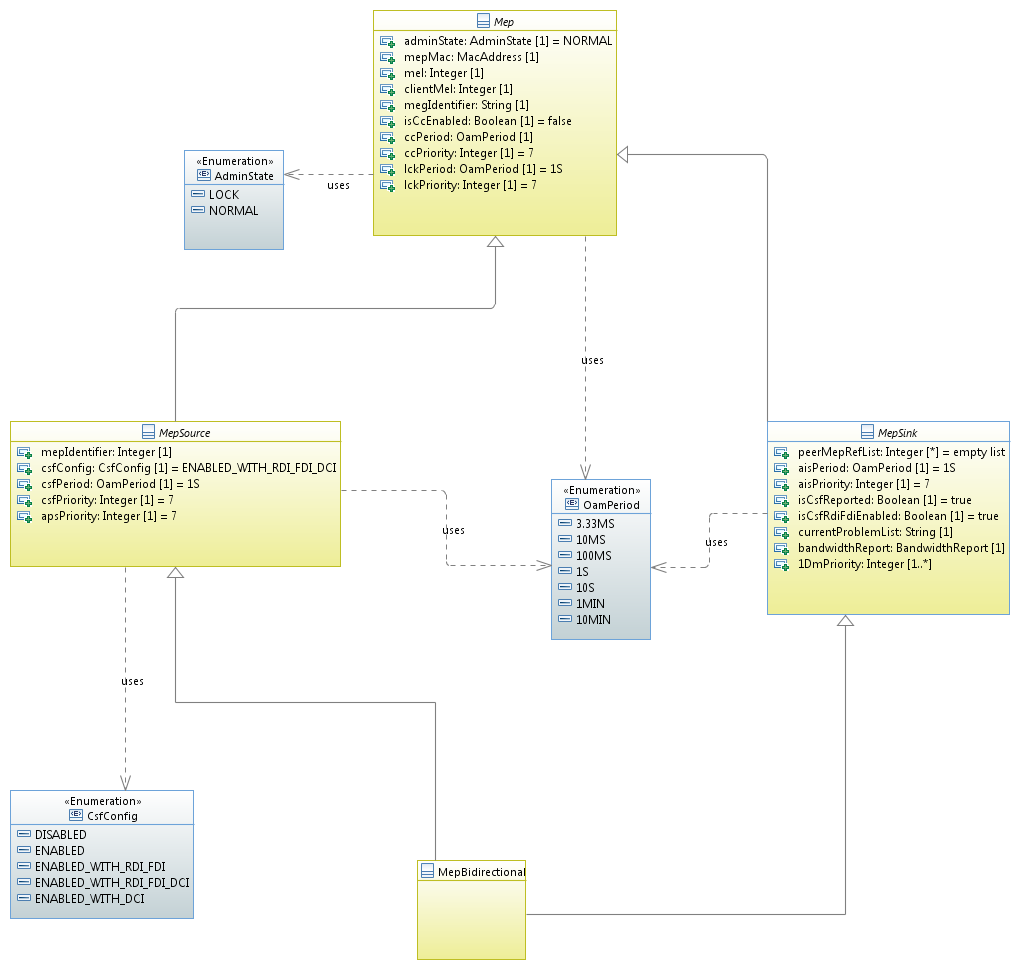 Mep
adminState: AdminState [1] = NORMAL
mepMac: MacAddress [1]
mel: Integer [1]
clientMel: Integer [1]
megIdentifier: String [1]
isCcEnabled: Boolean [1] = false
ccPeriod: OamPeriod [1]
ccPriority: Integer [1] = 7
lckPeriod: OamPeriod [1] = 1S
lckPriority: Integer [1] = 7
«Enumeration»
AdminState
LOCK
NORMAL
uses
uses
MepSource
mepIdentifier: Integer [1]
csfConfig: CsfConfig [1] = ENABLED_WITH_RDI_FDI_DCI
csfPeriod: OamPeriod [1] = 1S
csfPriority: Integer [1] = 7
apsPriority: Integer [1] = 7
uses
«Enumeration»
OamPeriod
3.33MS
10MS
100MS
1S
10S
1MIN
10MIN
uses
MepSink
peerMepRefList: Integer [*] = empty list
aisPeriod: OamPeriod [1] = 1S
aisPriority: Integer [1] = 7
isCsfReported: Boolean [1] = true
isCsfRdiFdiEnabled: Boolean [1] = true
currentProblemList: String [1]
bandwidthReport: BandwidthReport [1]
1DmPriority: Integer [1..*]
uses
«Enumeration»
CsfConfig
DISABLED
ENABLED
ENABLED_WITH_RDI_FDI
ENABLED_WITH_RDI_FDI_DCI
ENABLED_WITH_DCI
MepBidirectional